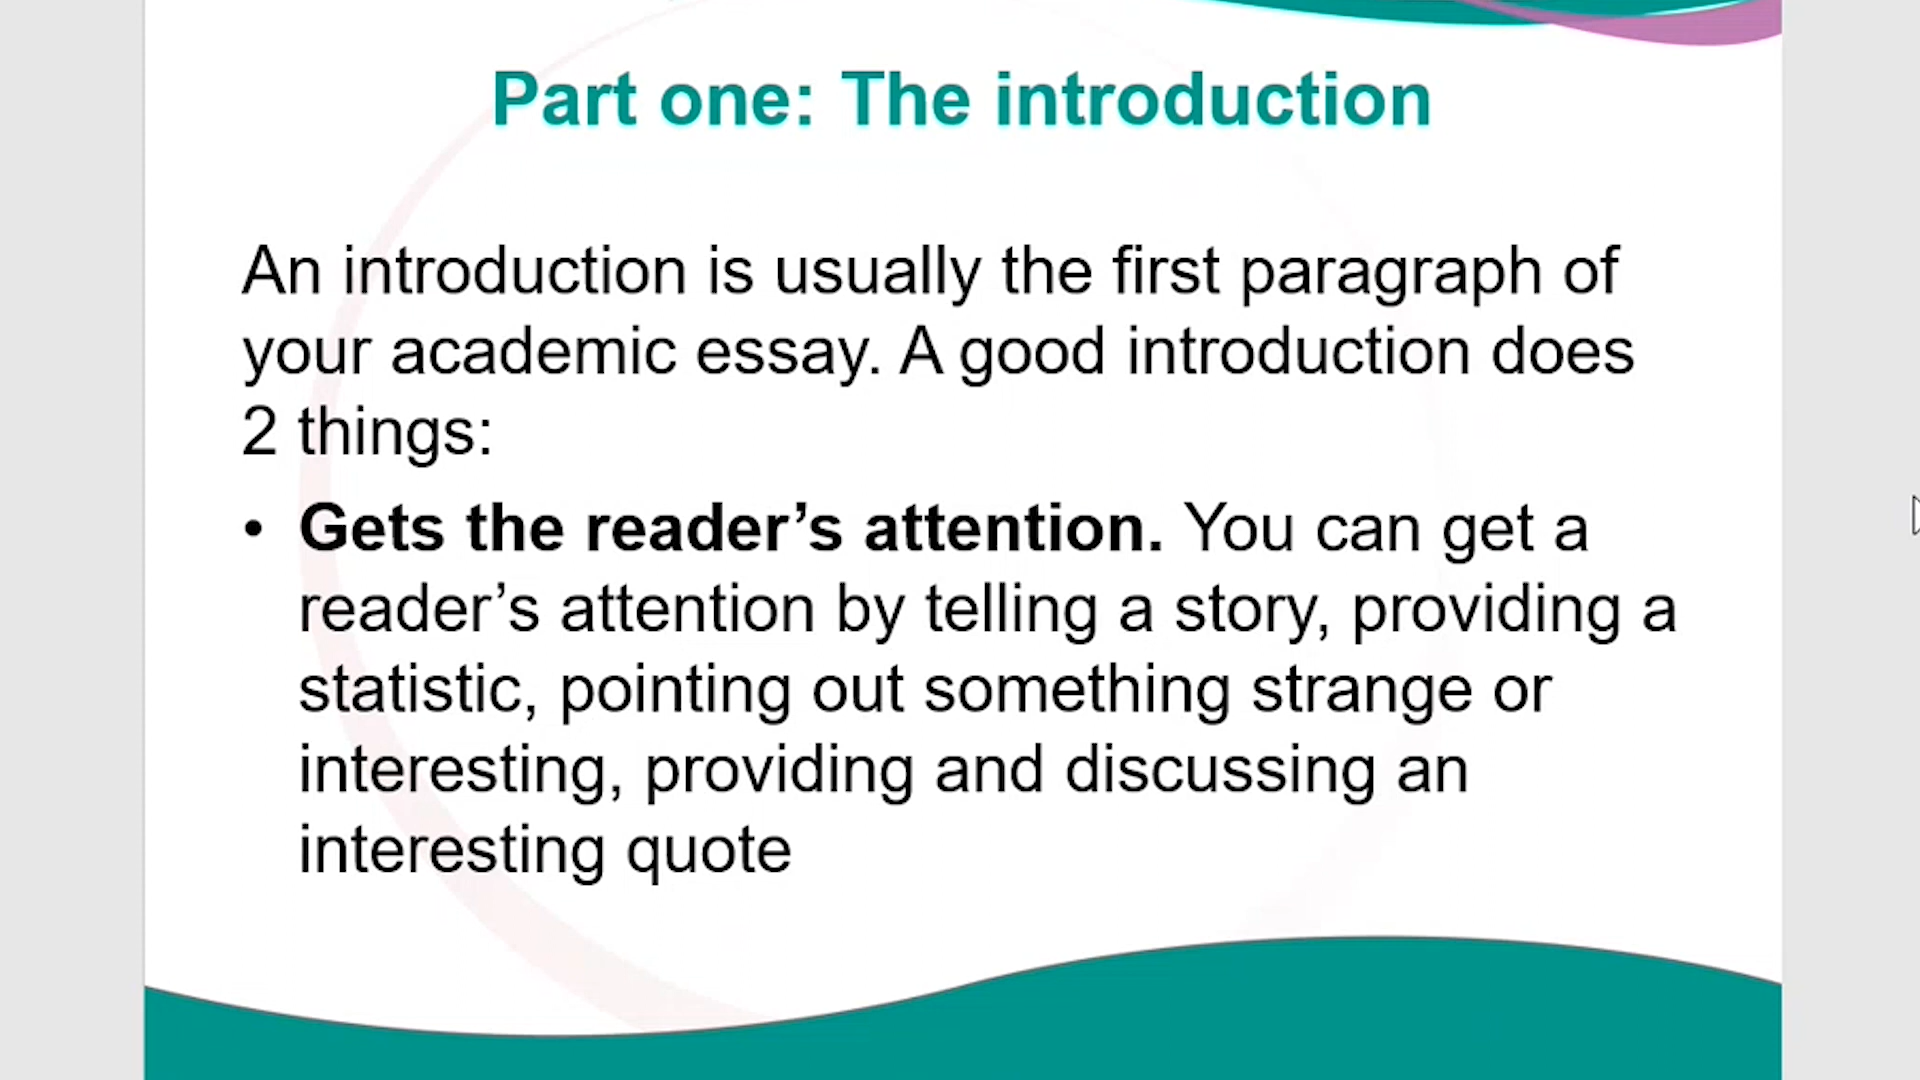 Part one: The introduction
An introduction is usually the first paragraph of
your academic essay. A good introduction does
2 things:
• Gets the reader’s attention. You can get a
reader’s attention by telling a story, providing a
statistic, pointing out something strange or
interesting, providing and discussing an
interesting quote